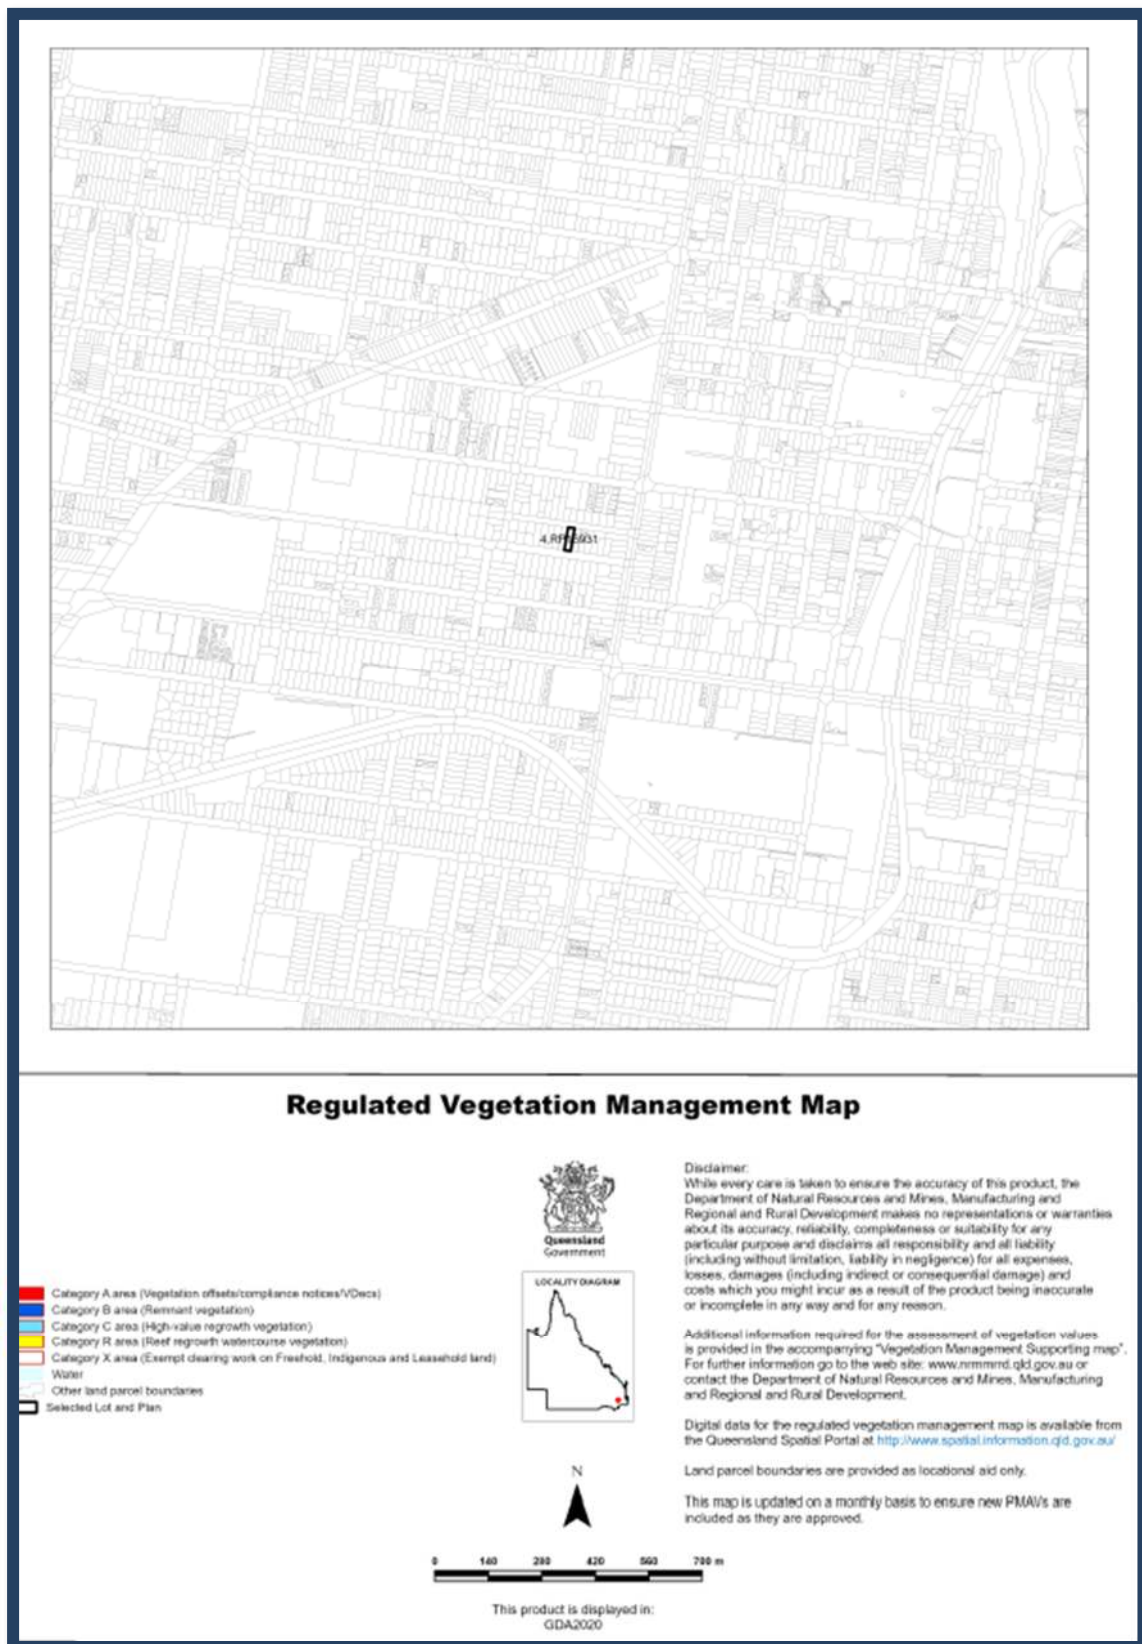 Regulated Vegetation Management Map
Queensland
Government
LOCALITY DIAGRAM
Category A area (Vegetation offsets/compliance notices/VDecs)
Category B area (Remnant vegetation)
Category C area (High-value regrowth vegetation)
Category R area (Reef regrowth watercourse vegetation)
Category X area (Exempt clearing work on Freehold, Indigenous and Leasehold land)
Water
Other land parcel boundaries
Selected Lot and Plan
Disclaimer:
While every care is taken to ensure the accuracy of this product, the
Department of Natural Resources and Mines, Manufacturing and
Regional and Rural Development makes no representations or warranties
about its accuracy, reliability, completeness or suitability for any
particular purpose and disclaims all responsibility and all liability
(including without limitation, liability in negligence) for all expenses,
losses, damages (including indirect or consequential damage) and
costs which you might incur as a result of the product being inaccurate
or incomplete in any way and for any reason.
Additional information required for the assessment of vegetation values
is provided in the accompanying "Vegetation Management Supporting map".
For further information go to the web site: www.nrmmrrd.qld.gov.au or
contact the Department of Natural Resources and Mines, Manufacturing
and Regional and Rural Development.
Digital data for the regulated vegetation management map is available from
the Queensland Spatial Portal at http://www.spatial.information.qld.gov.au/
Land parcel boundaries are provided as locational aid only.
This map is updated on a monthly basis to ensure new PMAVs are
included as they are approved.
N
0 140 280 420 560 700 m
This product is displayed in:
GDA2020